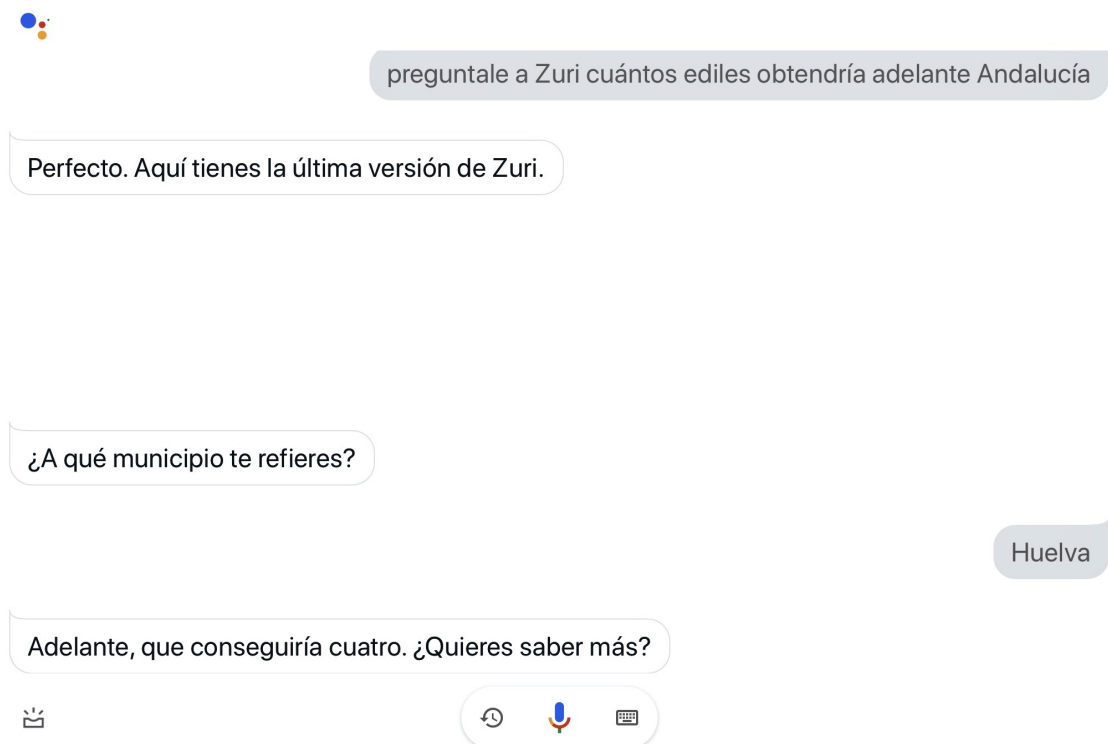 preguntale a Zuri cuántos ediles obtendría adelante Andalucía
Perfecto. Aquí tienes la última versión de Zuri.
¿A qué municipio te refieres?
Huelva
Adelante, que conseguiría cuatro. ¿Quieres saber más?